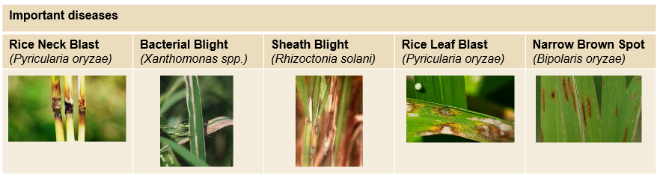 Important diseases
Rice Neck Blast
(Pyricularia oryzae)
Bacterial Blight
(Xanthomonas spp.)
Sheath Blight
(Rhizoctonia solani)
Rice Leaf Blast
(Pyricularia oryzae)
Narrow Brown Spot
(Bipolaris oryzae)